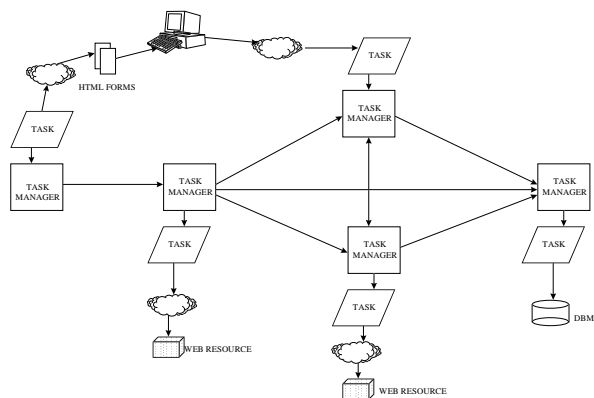 TASK
HTML FORMS
TASK
TASK
MANAGER
TASK
MANAGER
TASK
MANAGER
TASK
MANAGER
TASK
TASK
MANAGER
TASK
TASK
DBM
WEB RESOURCE
WEB RESOURCE